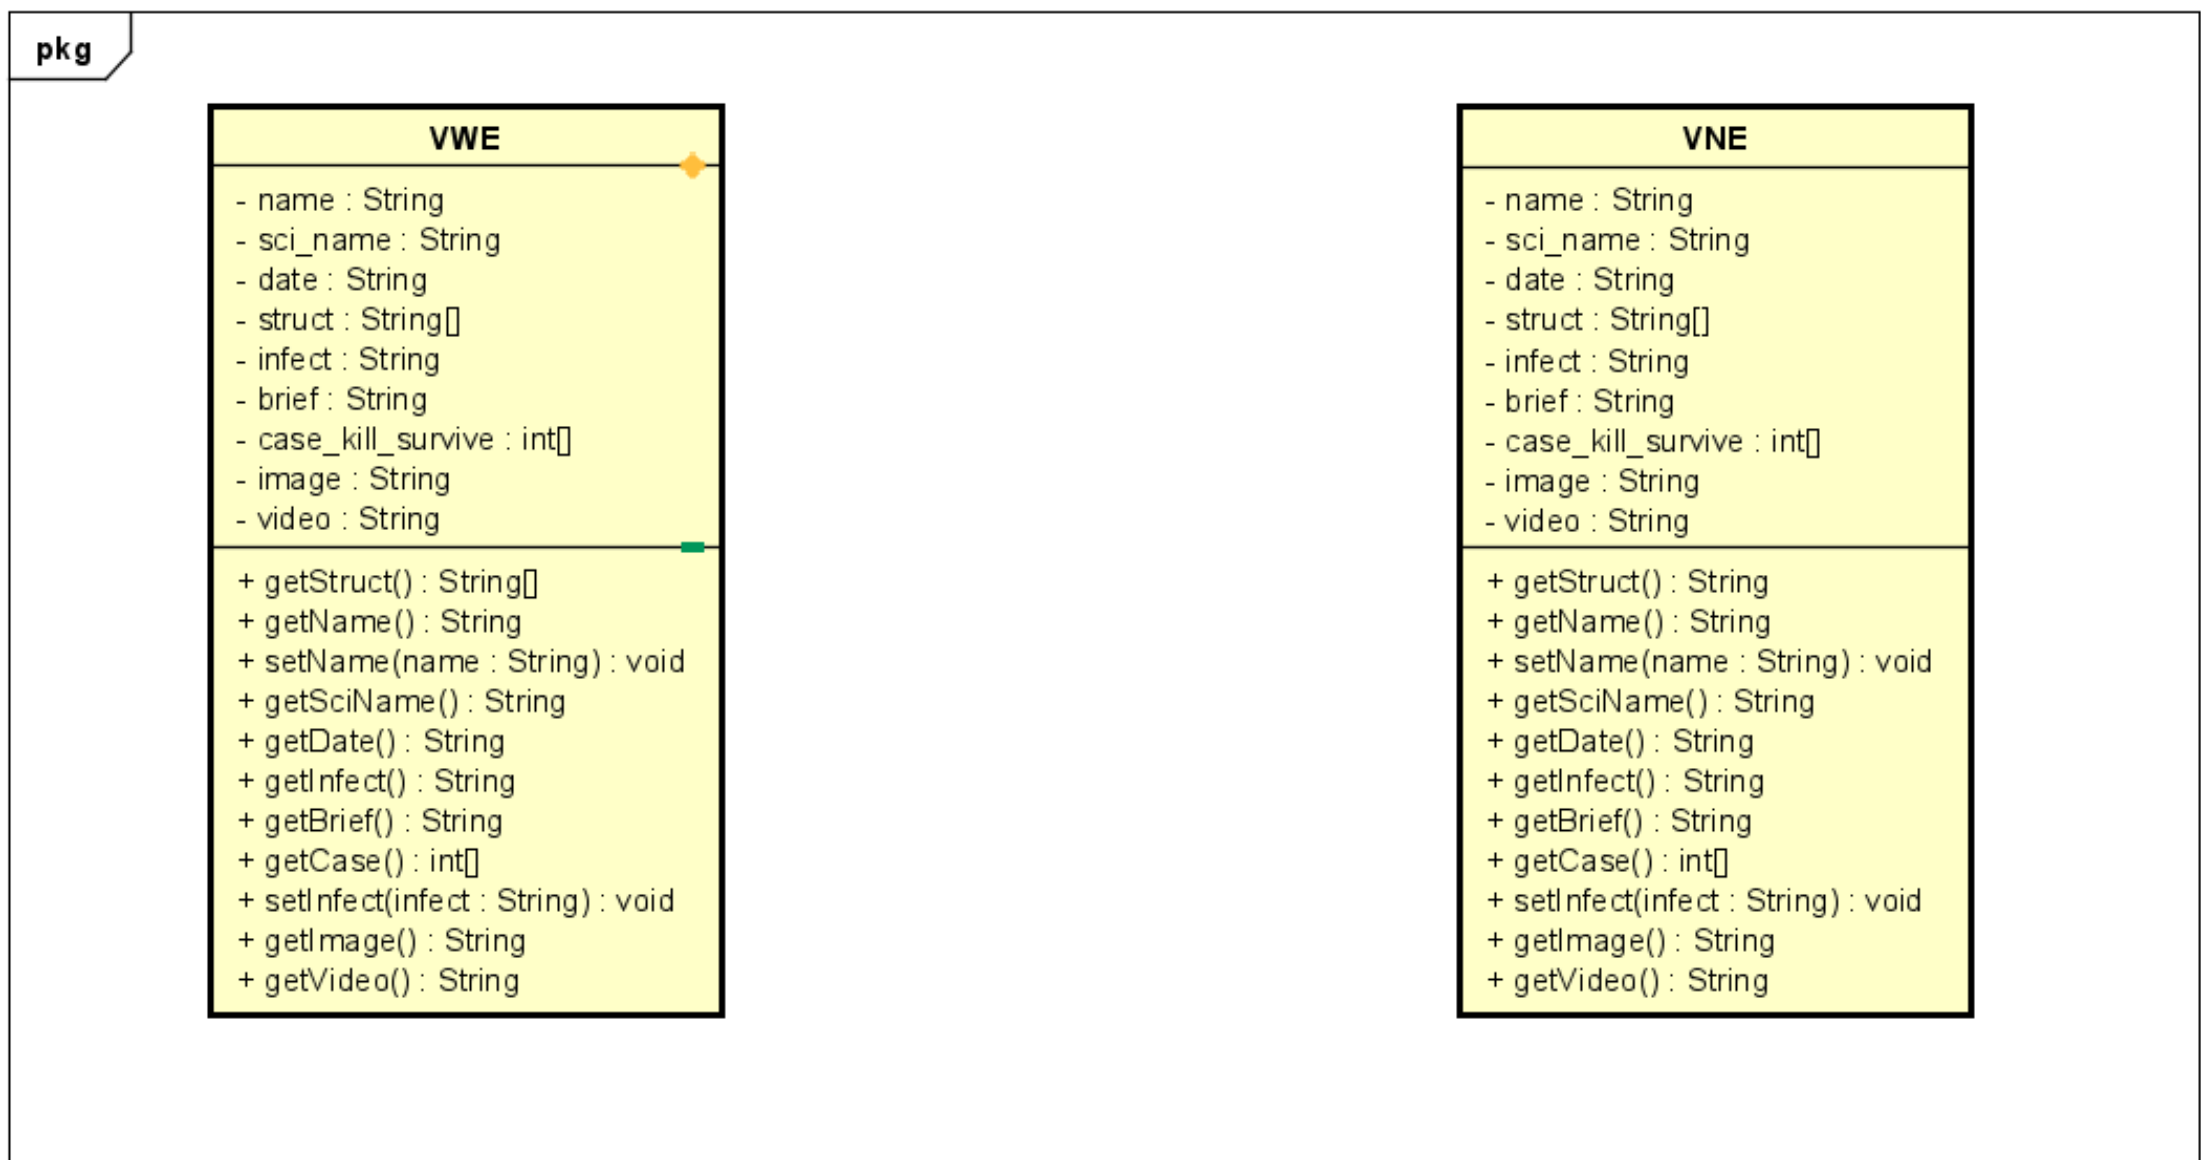 pkg
VWE
- name : String
- sci_name : String
- date : String
- struct : String[]
- infect : String
- brief : String
- case_kill_survive : int[]
- image : String
- video : String
+ getStruct() : String[]
+ getName() : String
+ setName(name : String) : void
+ getSciName() : String
+ getDate() : String
+ getInfect() : String
+ getBrief() : String
+ getCase() : int[]
+ setInfect(infect : String) : void
+ getImage() : String
+ getVideo() : String
VNE
- name : String
- sci_name : String
- date : String
- struct : String[]
- infect : String
- brief : String
- case_kill_survive : int[]
- image : String
- video : String
+ getStruct() : String
+ getName() : String
+ setName(name : String) : void
+ getSciName() : String
+ getDate() : String
+ getInfect() : String
+ getBrief() : String
+ getCase() : int[]
+ setInfect(infect : String) : void
+ getImage() : String
+ getVideo() : String